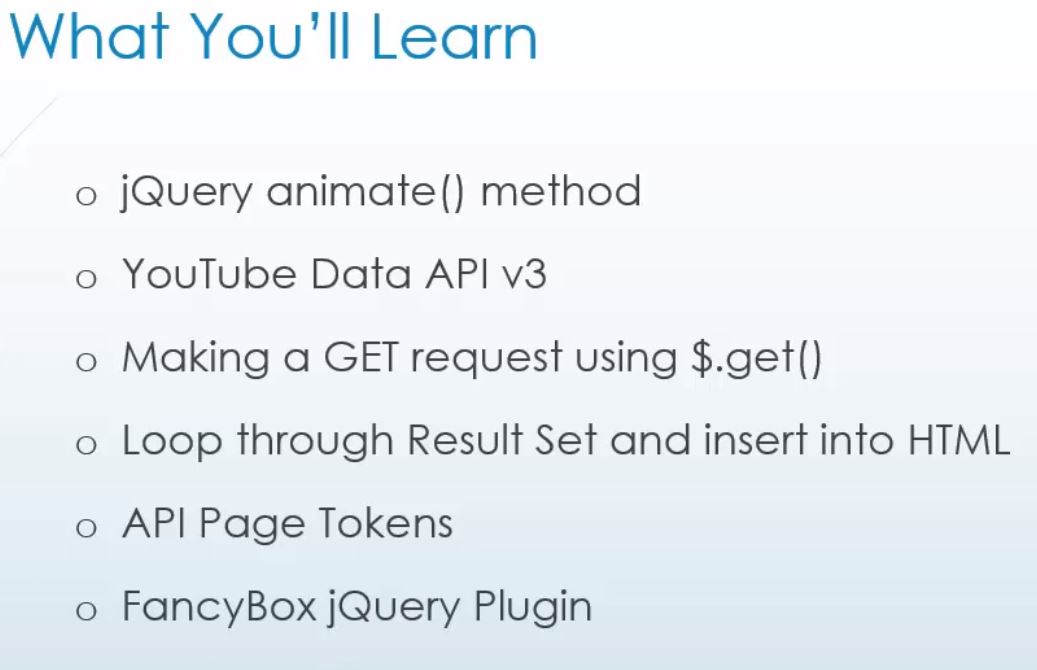 What You’ll Learn
o jQuery animate() method
o YouTube Data API v3
o Making a GET request using $.get()
o Loop through Result Set and insert into HTML
o API Page Tokens
o FancyBox jQuery Plugin